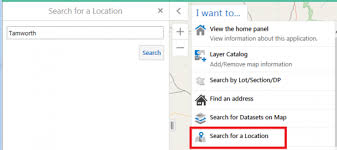 Search for a Location
Tamworth
Search
+
−
I want to...
View the home panel
View information about this application.
Layer Catalog
Add/Remove map information
Search by Lot/Section/DP
Find an address
Search for Datasets on Map
Search for a Location